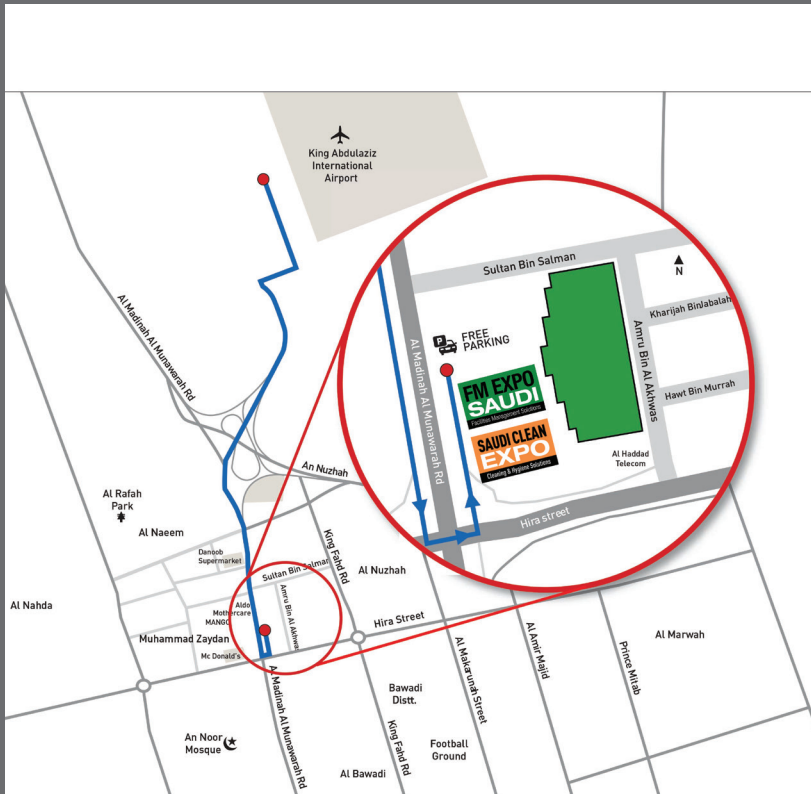 King Abdulaziz
International
Airport
Al Madinah Al Munawarah Rd
Sultan Bin Salman
N
Kharijah BinJabalah
Amru Bin Al Akhwas
Hawt Bin Murrah
P
FREE
PARKING
Al Madinah Al Munawarah Rd
FM EXPO
SAUDI
Facilities Management Solutions
SAUDI CLEAN
EXPO
Cleaning & Hygiene Solutions
Al Haddad
Telecom
Hira street
An Nuzhah
Al Rafah
Park
Al Naeem
Danoob
Supermarket
King Fahd Rd
Sultan Bin Salman
Al Nuzhah
Al Nahda
Aldo
Mothercare
MANGO
Amru Bin Al Akhwas
Muhammad Zaydan
Hira Street
Mc Donald's
Al Marwah
Al Madinah Al Munawarah Rd
King Fahd Rd
Al Makarunah Street
Al Amir Majid
Prince Mitab
Bawadi
Distt.
An Noor
Mosque
Football
Ground
Al Bawadi